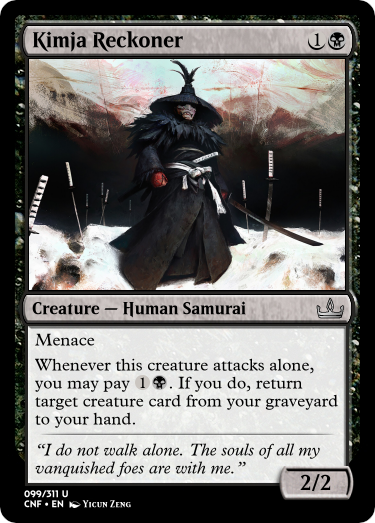 Kimja Reckoner 1
Creature — Human Samurai
Menace
Whenever this creature attacks alone,
you may pay 1. If you do, return
target creature card from your graveyard
to your hand.
“I do not walk alone. The souls of all my
vanquished foes are with me.”
2/2
099/311 U
CNF • EN Yicun Zeng